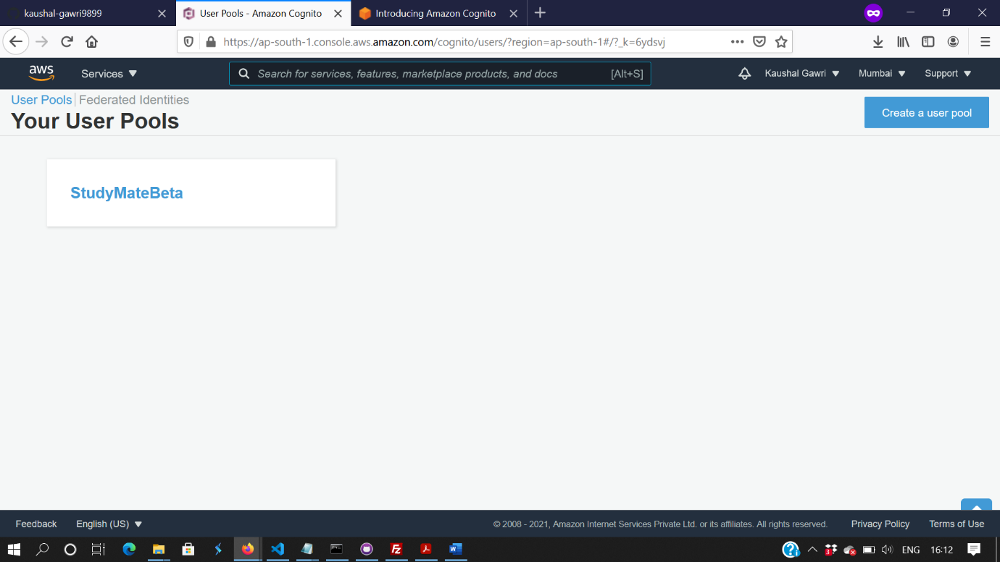 kaushal-gawri9899
User Pools - Amazon Cognito
Introducing Amazon Cognito
https://ap-south-1.console.aws.amazon.com/cognito/users/?region=ap-south-1#/?_k=6ydsvj
aws
Services
Search for services, features, marketplace products, and docs
[Alt+S]
Kaushal Gawri
Mumbai
Support
User Pools
Federated Identities
Your User Pools
Create a user pool
StudyMateBeta
Feedback
English (US)
© 2008 - 2021, Amazon Internet Services Private Ltd. or its affiliates. All rights reserved.
Privacy Policy
Terms of Use
3
ENG
16:12